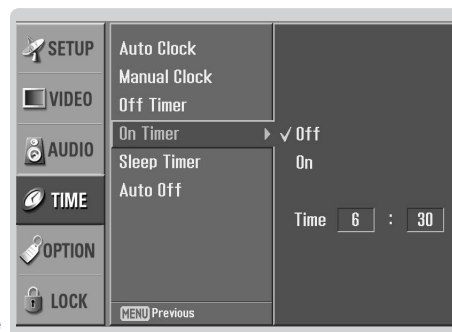 SETUP
VIDEO
AUDIO
TIME
OPTION
LOCK
Auto Clock
Manual Clock
Off Timer
On Timer
Sleep Timer
Auto Off
MENU Previous
✓ Off
On
Time 6 : 30